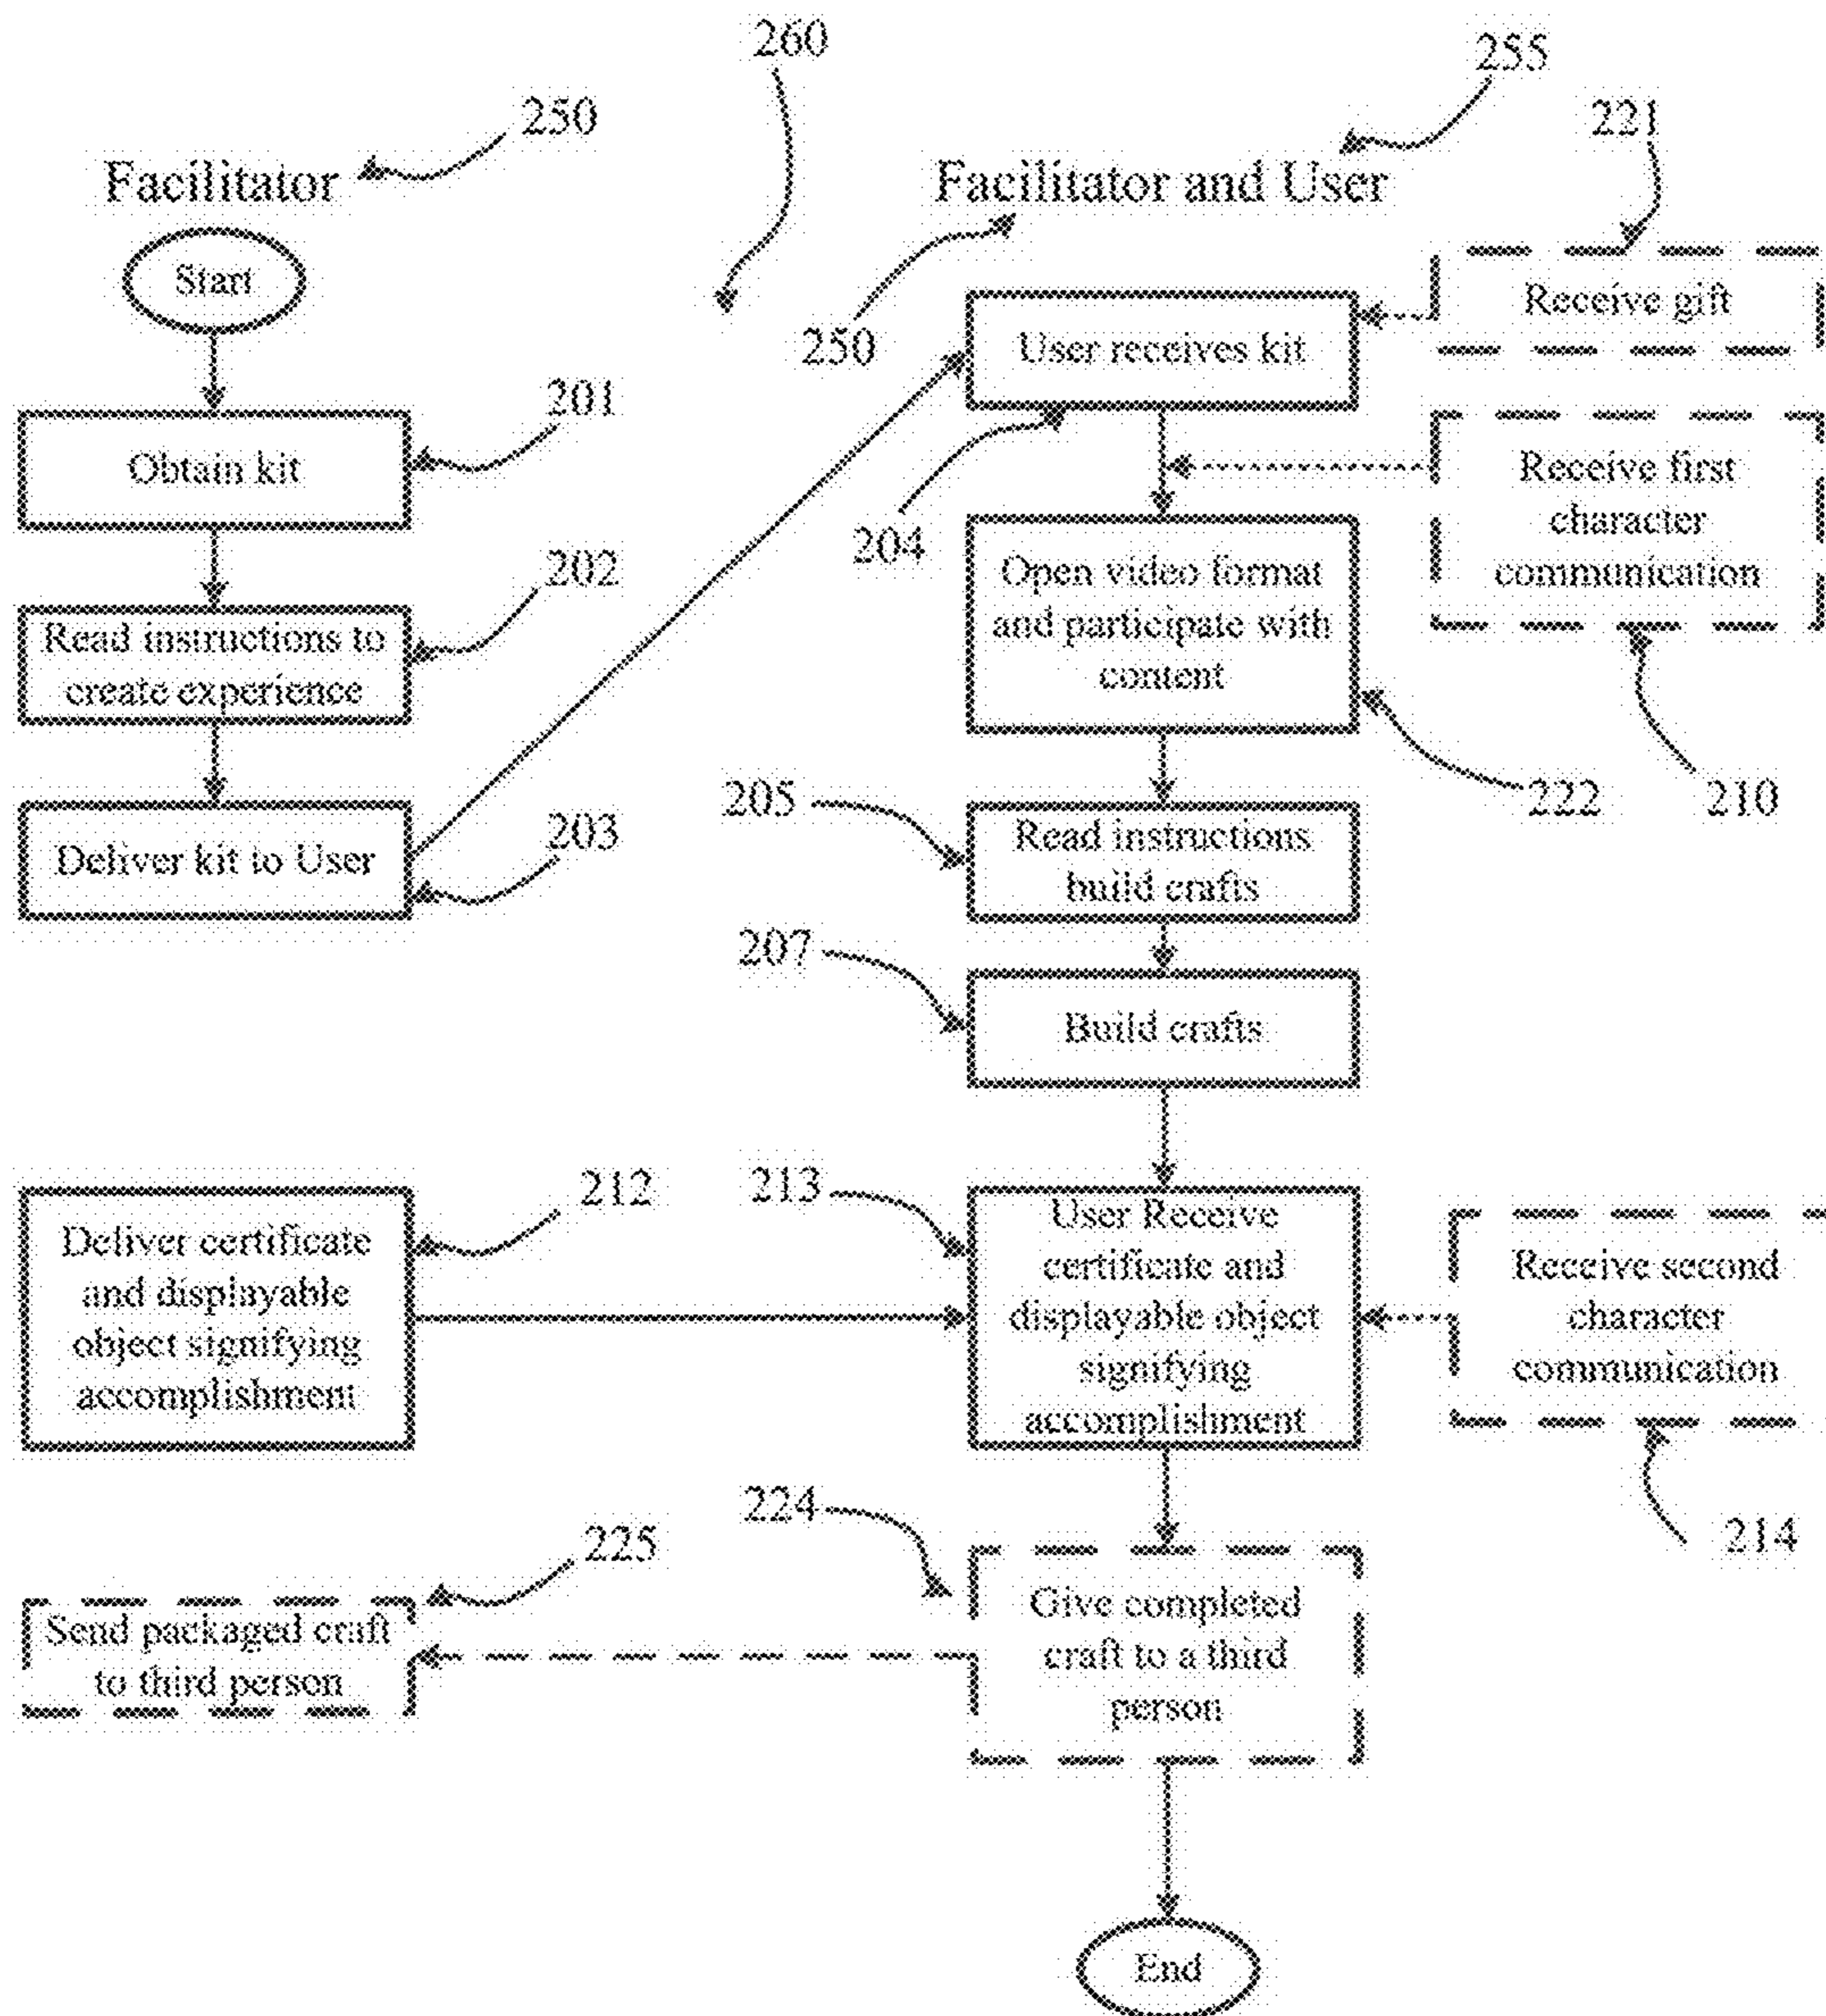 260
255
250
221
Facilitator
Facilitator and User
Start
Receive gift
250
User receives kit
201
Obtain kit
Receive first
character
communication
204
202
Open video format
and participate with
content
Read instructions to
create experience
205
222
210
203
Deliver kit to User
Read instructions
build crafts
207
Build crafts
212
213
Deliver certificate
and displayable
object signifying
accomplishment
User Receive
certificate and
displayable object
signifying
accomplishment
Receive second
character
communication
224
225
214
Send packaged craft
to third person
Give completed
craft to a third
person
End